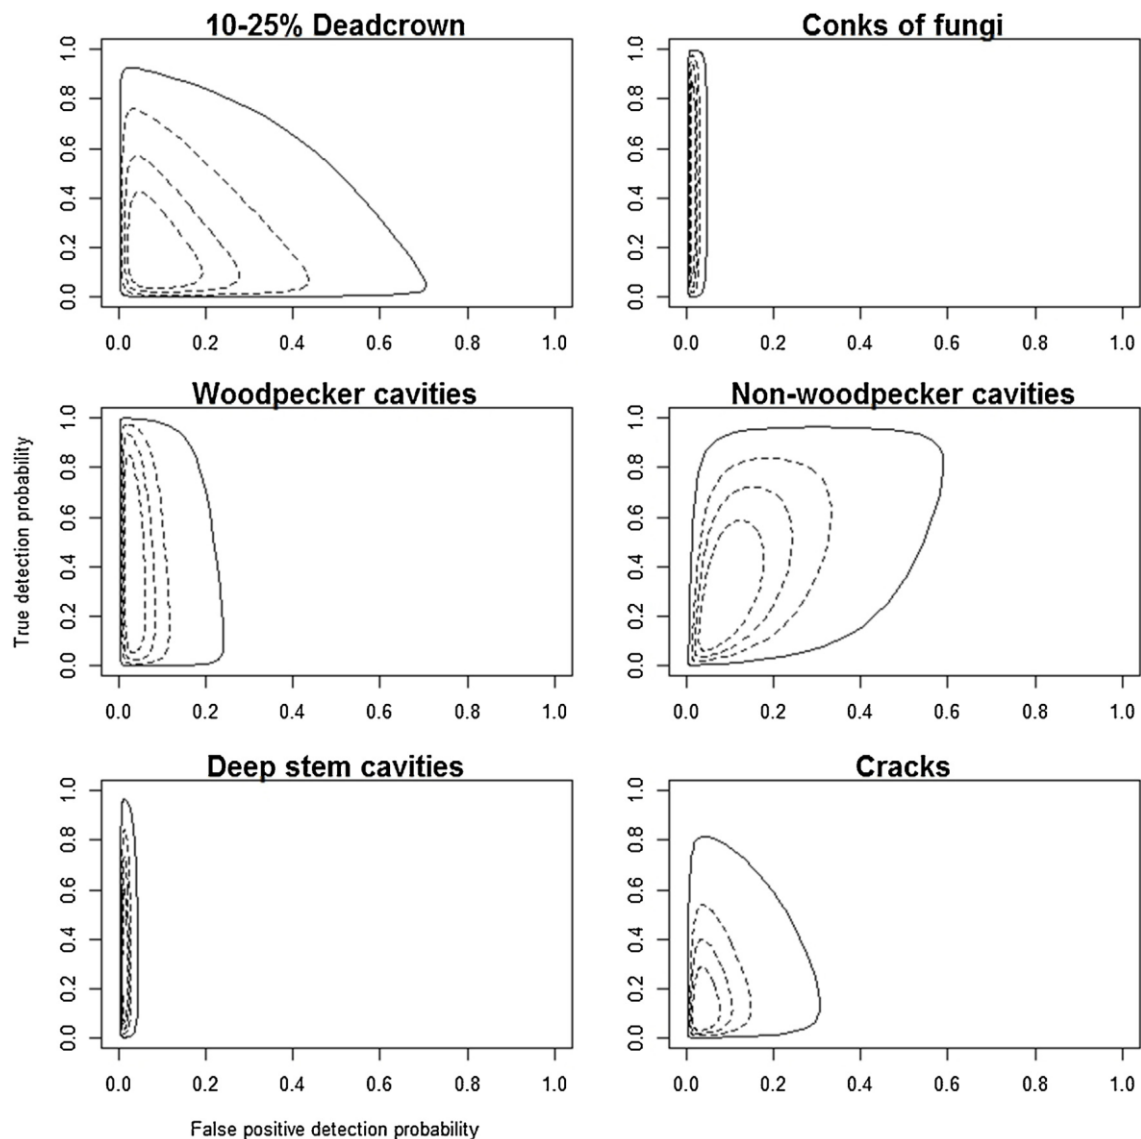 10-25% Deadcrown
Conks of fungi
1.0
0.8
0.6
0.4
0.2
0.0
0.0 0.2 0.4 0.6 0.8 1.0
1.0
0.8
0.6
0.4
0.2
0.0
0.0 0.2 0.4 0.6 0.8 1.0
Woodpecker cavities
Non-woodpecker cavities
True detection probability
1.0
0.8
0.6
0.4
0.2
0.0
0.0 0.2 0.4 0.6 0.8 1.0
1.0
0.8
0.6
0.4
0.2
0.0
0.0 0.2 0.4 0.6 0.8 1.0
Deep stem cavities
Cracks
1.0
0.8
0.6
0.4
0.2
0.0
0.0 0.2 0.4 0.6 0.8 1.0
1.0
0.8
0.6
0.4
0.2
0.0
0.0 0.2 0.4 0.6 0.8 1.0
False positive detection probability